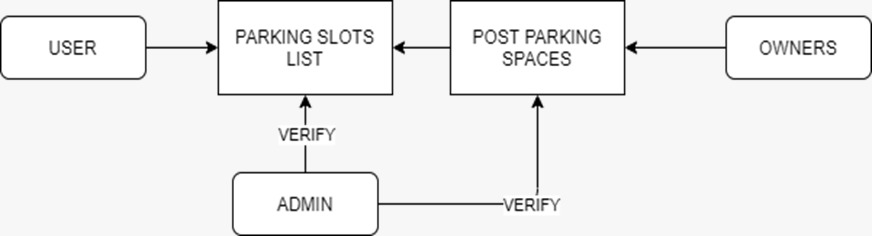 USER
PARKING SLOTS
LIST
POST PARKING
SPACES
OWNERS
VERIFY
ADMIN
VERIFY